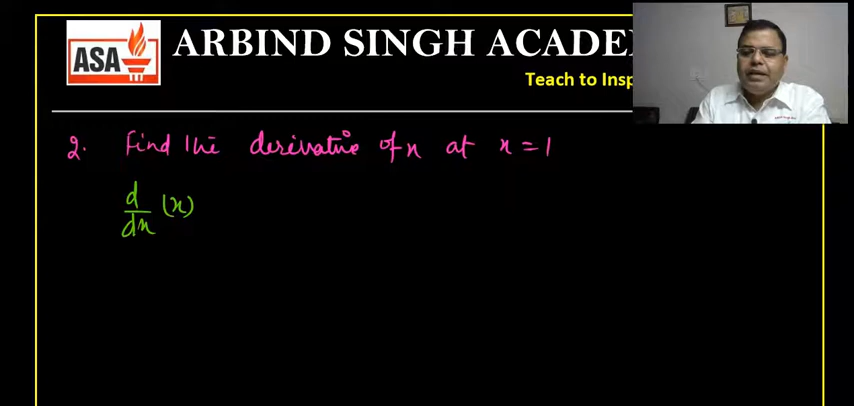 ASA
ARBIND SINGH ACADE
Teach to Insp
2. Find the derivative of x at x = 1
d/dx (x)